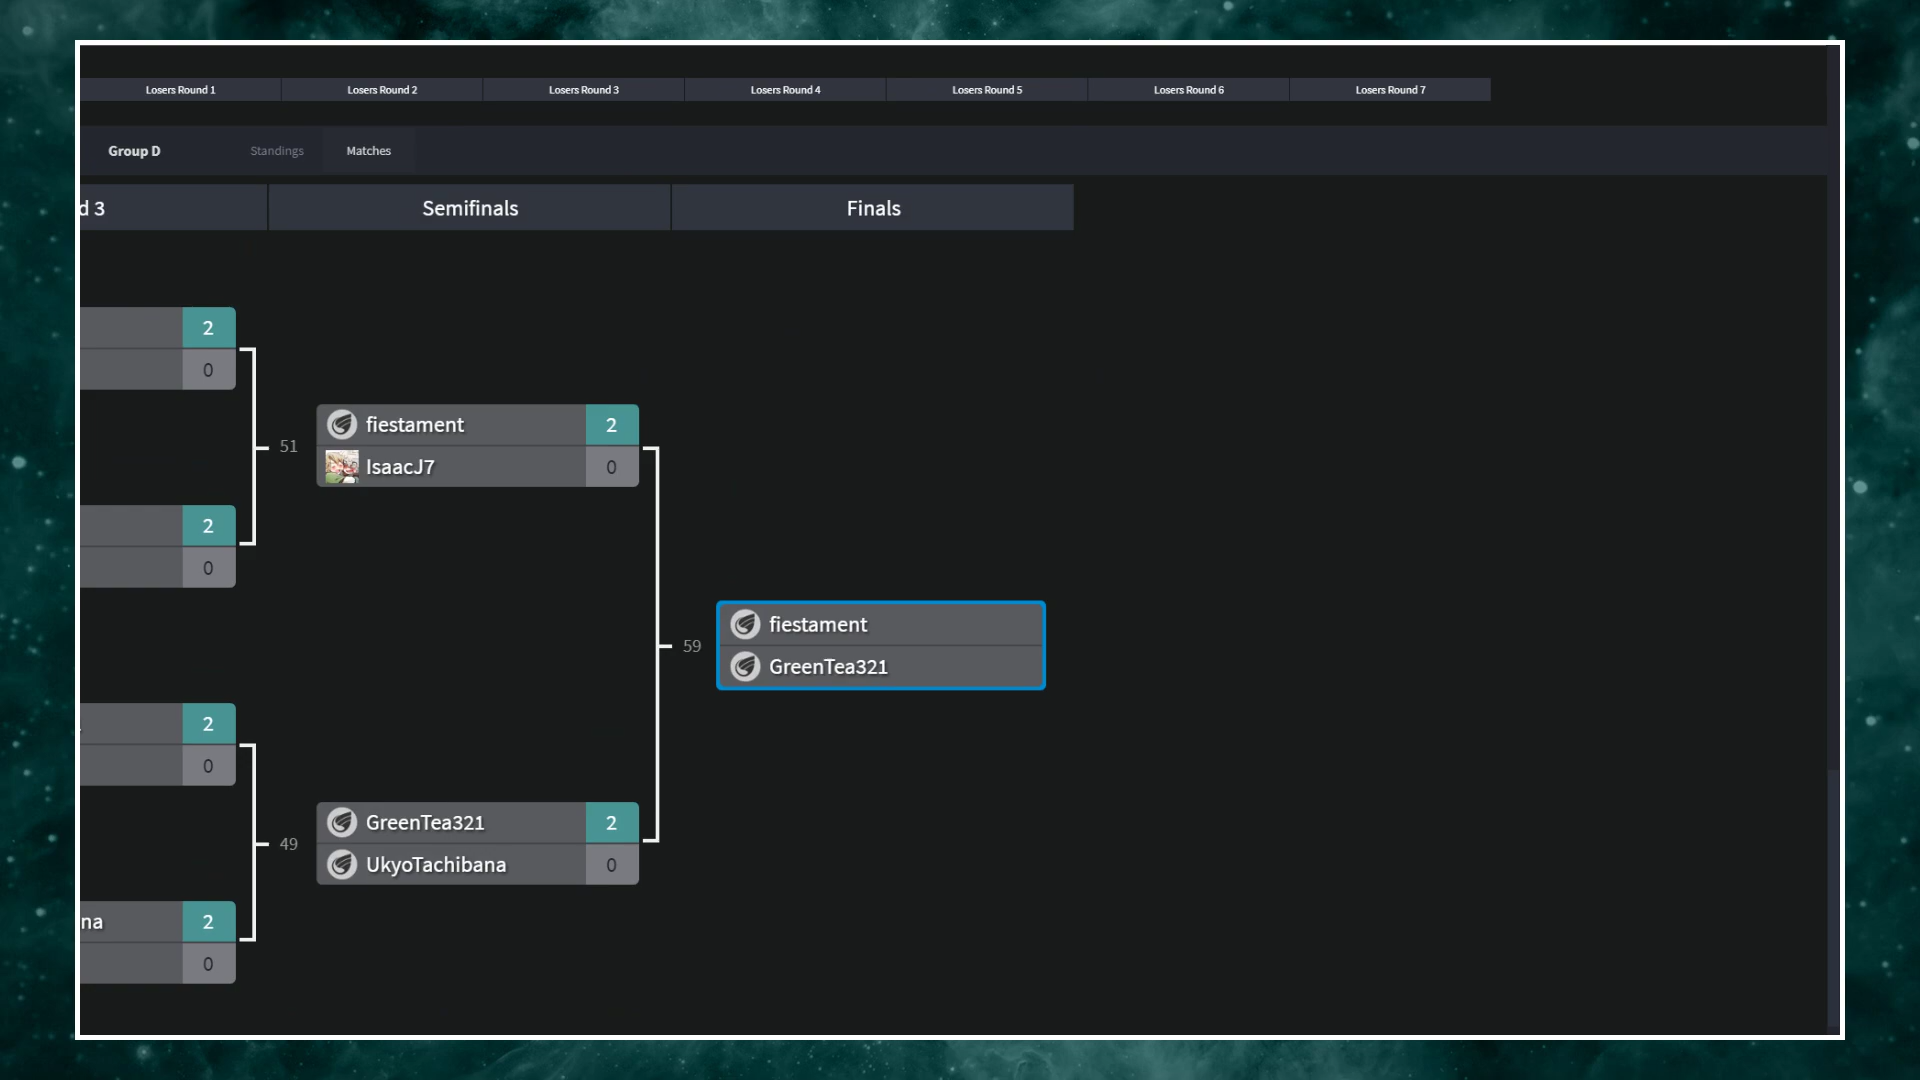 Losers Round 1 Losers Round 2 Losers Round 3 Losers Round 4 Losers Round 5 Losers Round 6 Losers Round 7
Group D Standings Matches
d 3 Semifinals Finals
2
0
51
fiestament 2
IsaacJ7 0
2
0
59
fiestament
GreenTea321
2
0
49
GreenTea321 2
UkyoTachibana 0
na 2
0